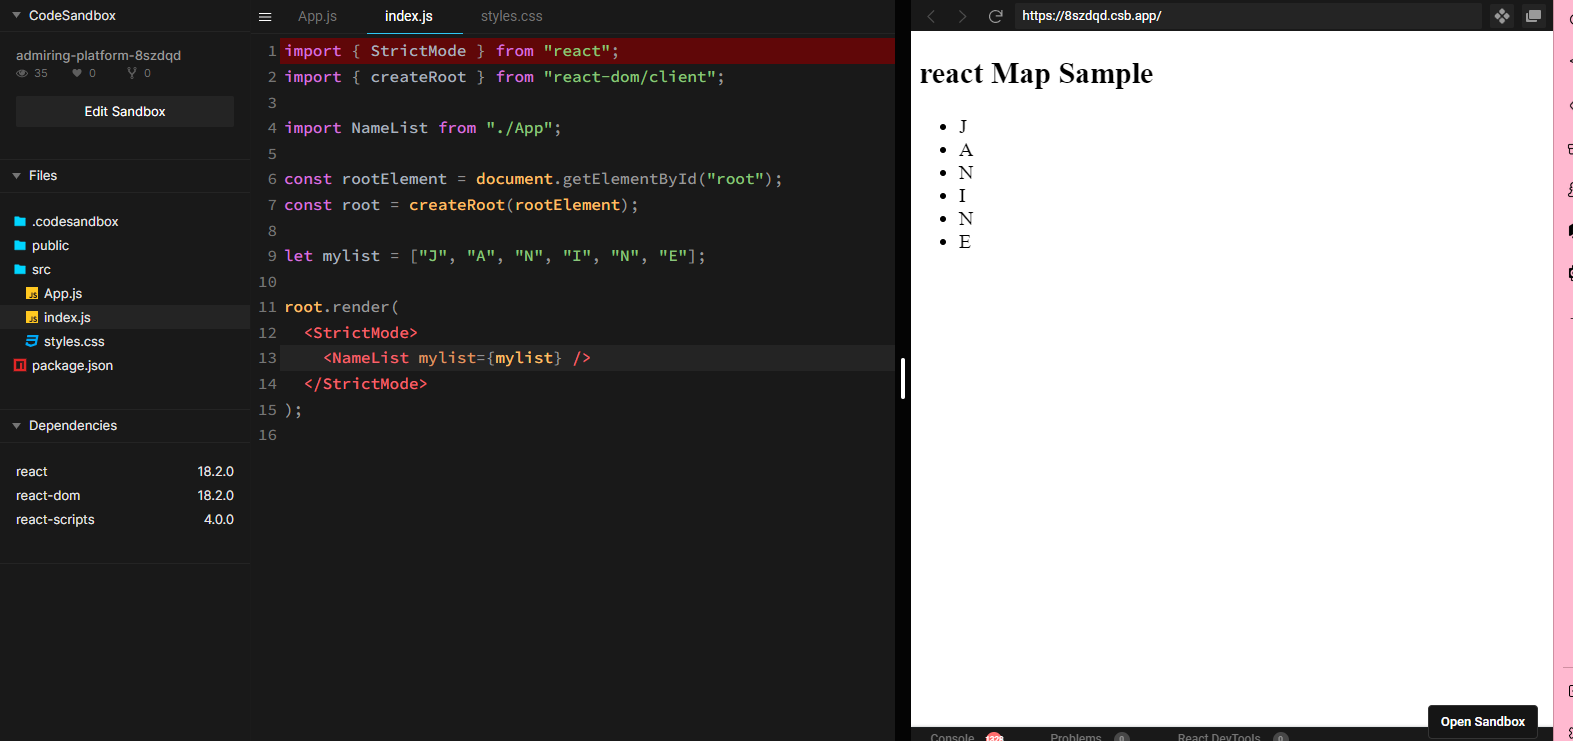 CodeSandbox
admiring-platform-8szdqd
35 0 0
Edit Sandbox
Files
.codesandbox
public
src
App.js
index.js
styles.css
package.json
Dependencies
react 18.2.0
react-dom 18.2.0
react-scripts 4.0.0
App.js index.js styles.css
1 import { StrictMode } from "react";
2 import { createRoot } from "react-dom/client";
3
4 import NameList from "./App";
5
6 const rootElement = document.getElementById("root");
7 const root = createRoot(rootElement);
8
9 let mylist = ["J", "A", "N", "I", "N", "E"];
10
11 root.render(
12 <StrictMode>
13 <NameList mylist={mylist} />
14 </StrictMode>
15 );
16
https://8szdqd.csb.app/
react Map Sample
• J
• A
• N
• I
• N
• E
Open Sandbox
Console 1328 Problems 0 React DevTools 0